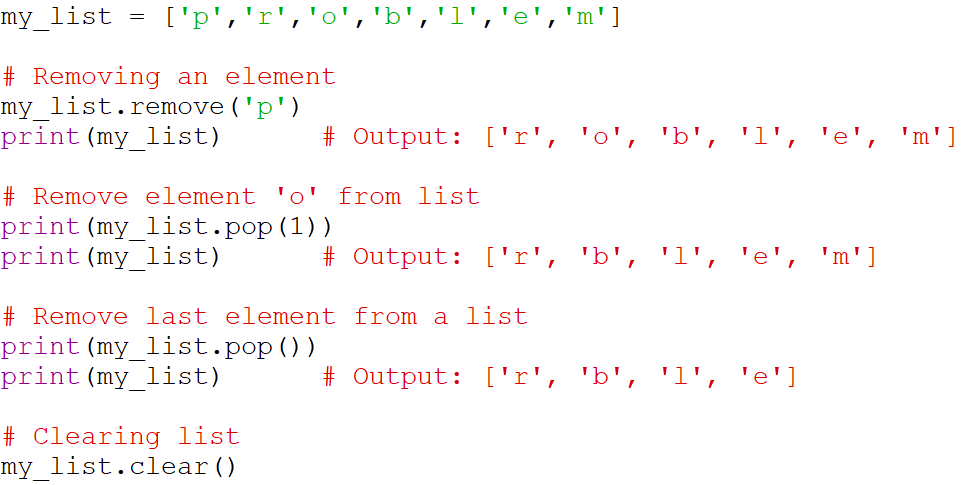 my_list = ['p','r','o','b','l','e','m']
# Removing an element
my_list.remove('p')
print(my_list)      # Output: ['r', 'o', 'b', 'l', 'e', 'm']
# Remove element 'o' from list
print(my_list.pop(1))
print(my_list)      # Output: ['r', 'b', 'l', 'e', 'm']
# Remove last element from a list
print(my_list.pop())
print(my_list)      # Output: ['r', 'b', 'l', 'e']
# Clearing list
my_list.clear()